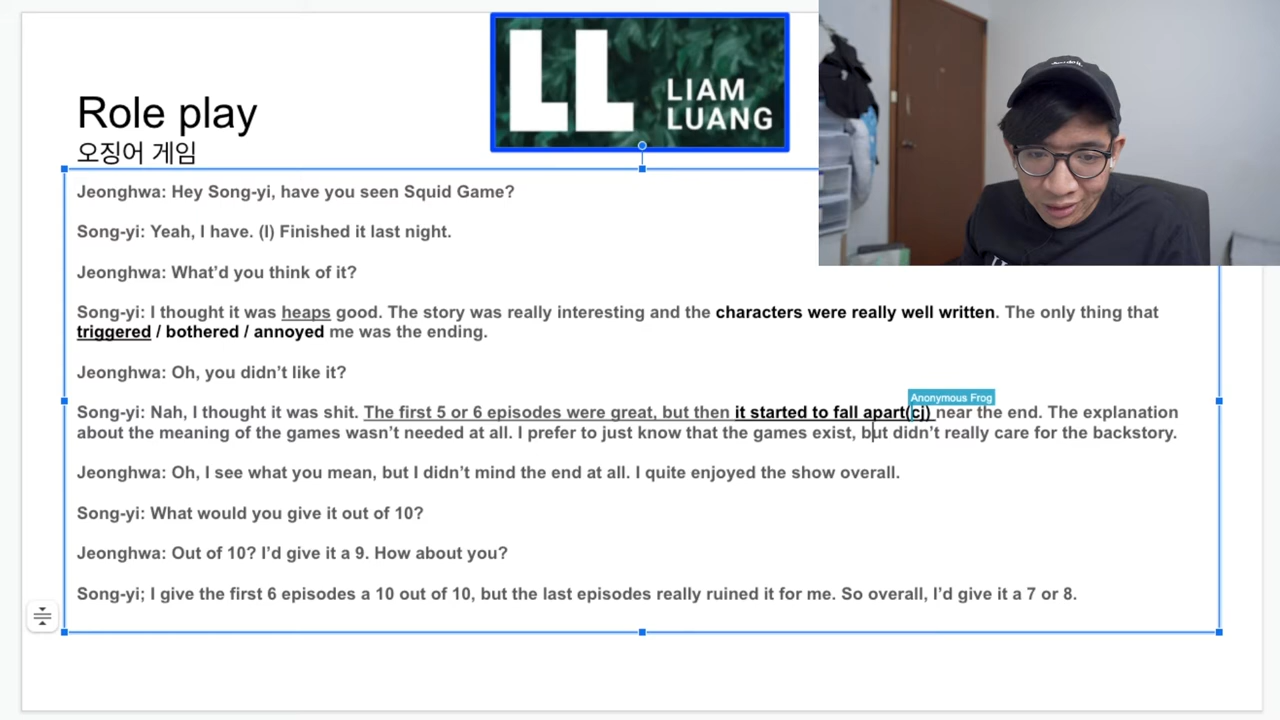 LL LIAM
LUANG
Role play
오징어 게임
Jeonghwa: Hey Song-yi, have you seen Squid Game?
Song-yi: Yeah, I have. (I) Finished it last night.
Jeonghwa: What'd you think of it?
Song-yi: I thought it was heaps good. The story was really interesting and the characters were really well written. The only thing that
triggered / bothered / annoyed me was the ending.
Jeonghwa: Oh, you didn't like it?
Anonymous Frog
Song-yi: Nah, I thought it was shit. The first 5 or 6 episodes were great, but then it started to fall apart(cj) near the end. The explanation
about the meaning of the games wasn't needed at all. I prefer to just know that the games exist, but didn't really care for the backstory.
Jeonghwa: Oh, I see what you mean, but I didn't mind the end at all. I quite enjoyed the show overall.
Song-yi: What would you give it out of 10?
Jeonghwa: Out of 10? I'd give it a 9. How about you?
Song-yi; I give the first 6 episodes a 10 out of 10, but the last episodes really ruined it for me. So overall, I'd give it a 7 or 8.